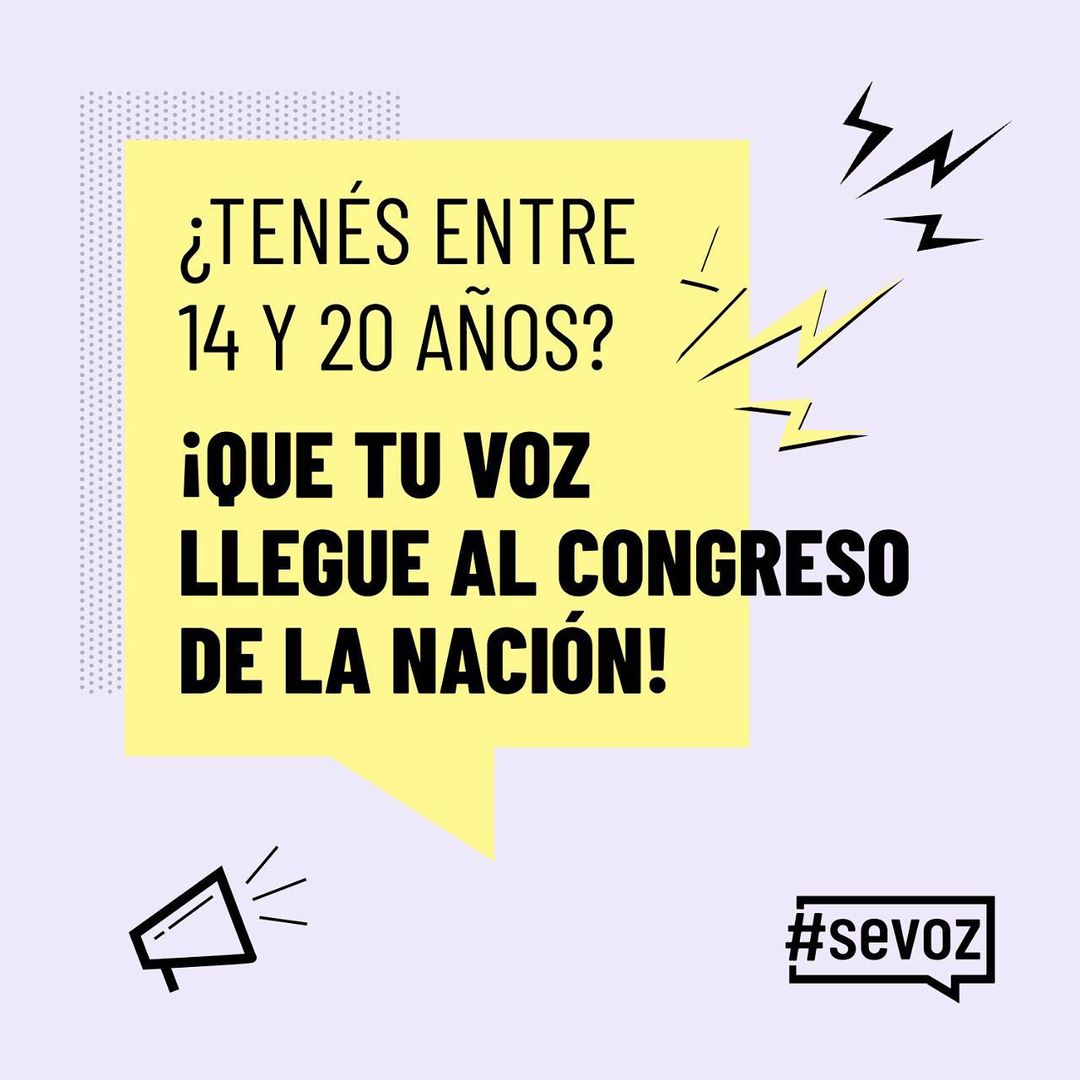 ¿TENÉS ENTRE
14 Y 20 AÑOS?
¡QUE TU VOZ
LLEGUE AL CONGRESO
DE LA NACIÓN!
#sevoz